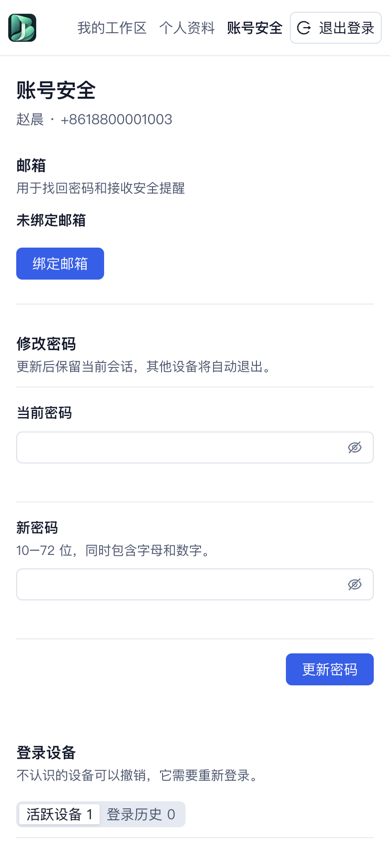 我的工作区 个人资料 账号安全 退出登录
账号安全
赵晨 · +8618800001003
邮箱
用于找回密码和接收安全提醒
未绑定邮箱
绑定邮箱
修改密码
更新后保留当前会话，其他设备将自动退出。
当前密码
新密码
10–72 位，同时包含字母和数字。
更新密码
登录设备
不认识的设备可以撤销，它需要重新登录。
活跃设备 1 登录历史 0